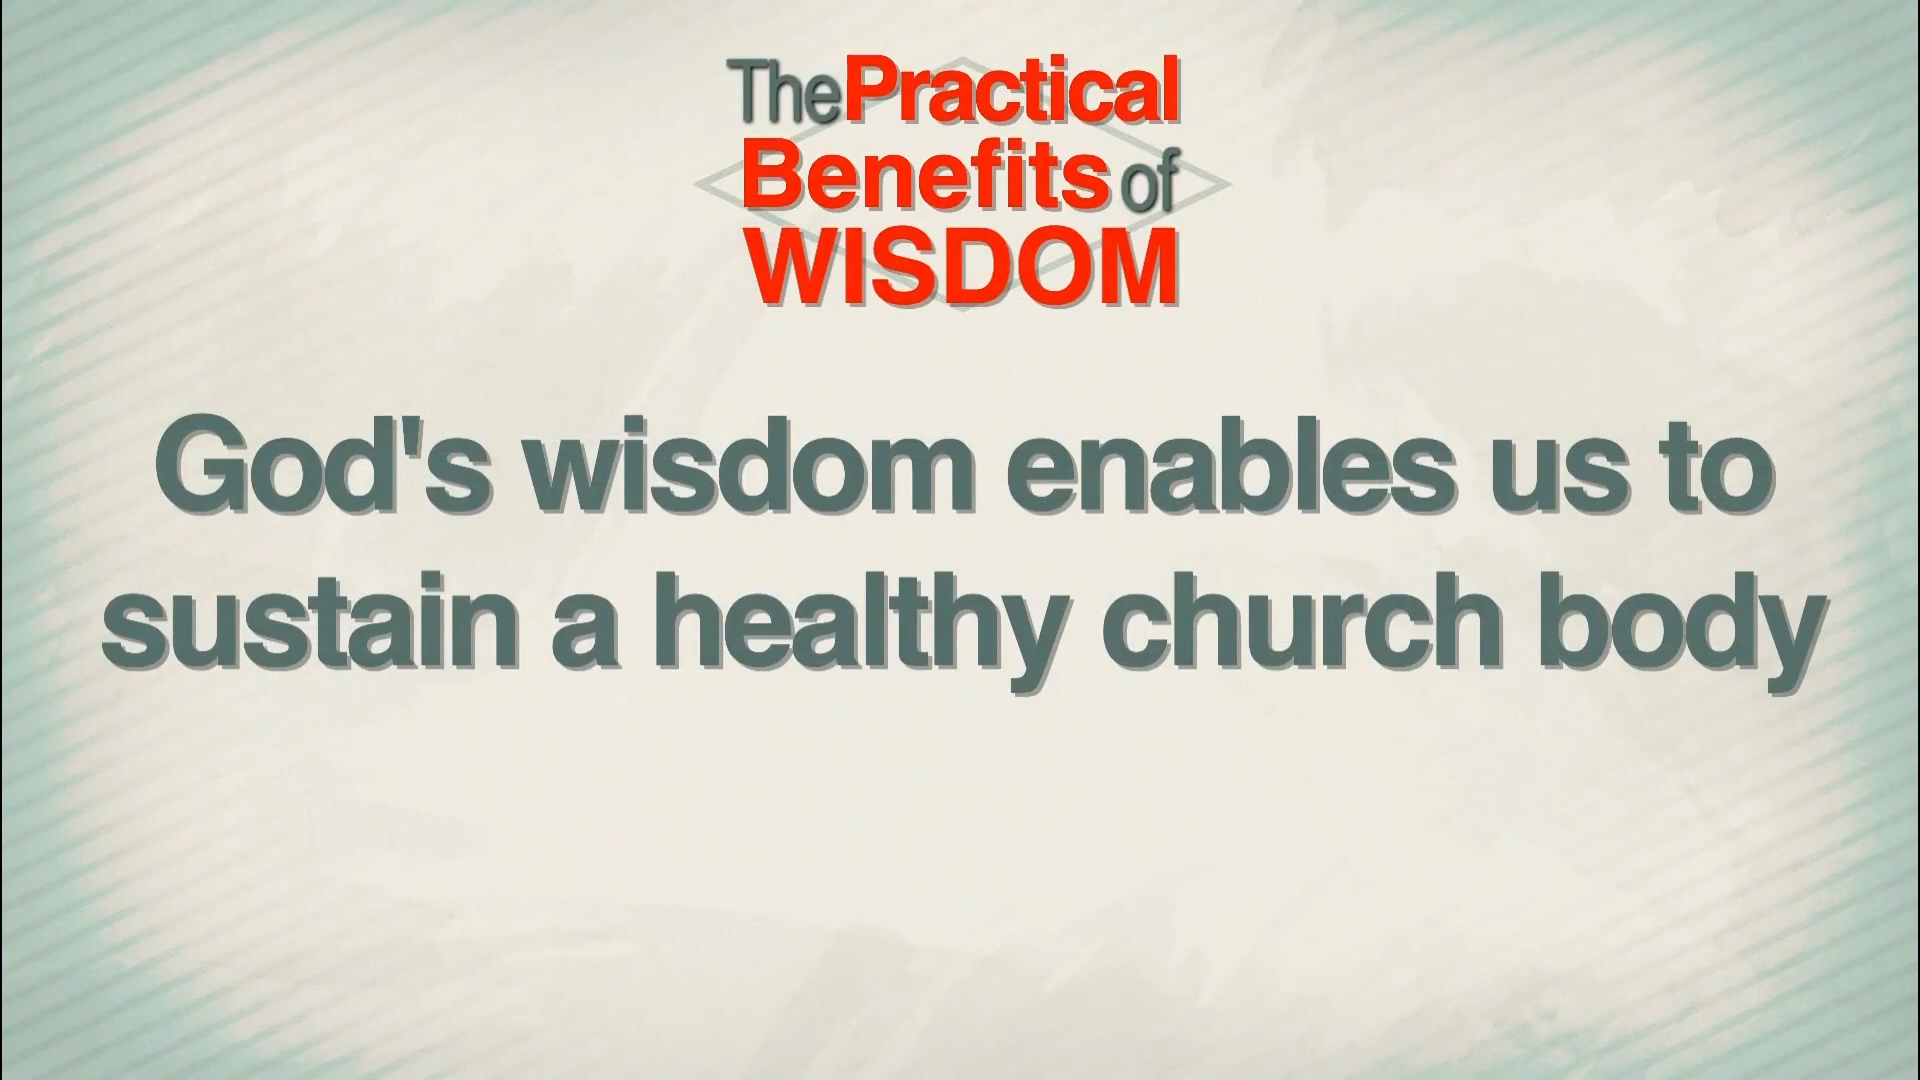 The Practical
Benefits of
WISDOM
God's wisdom enables us to
sustain a healthy church body